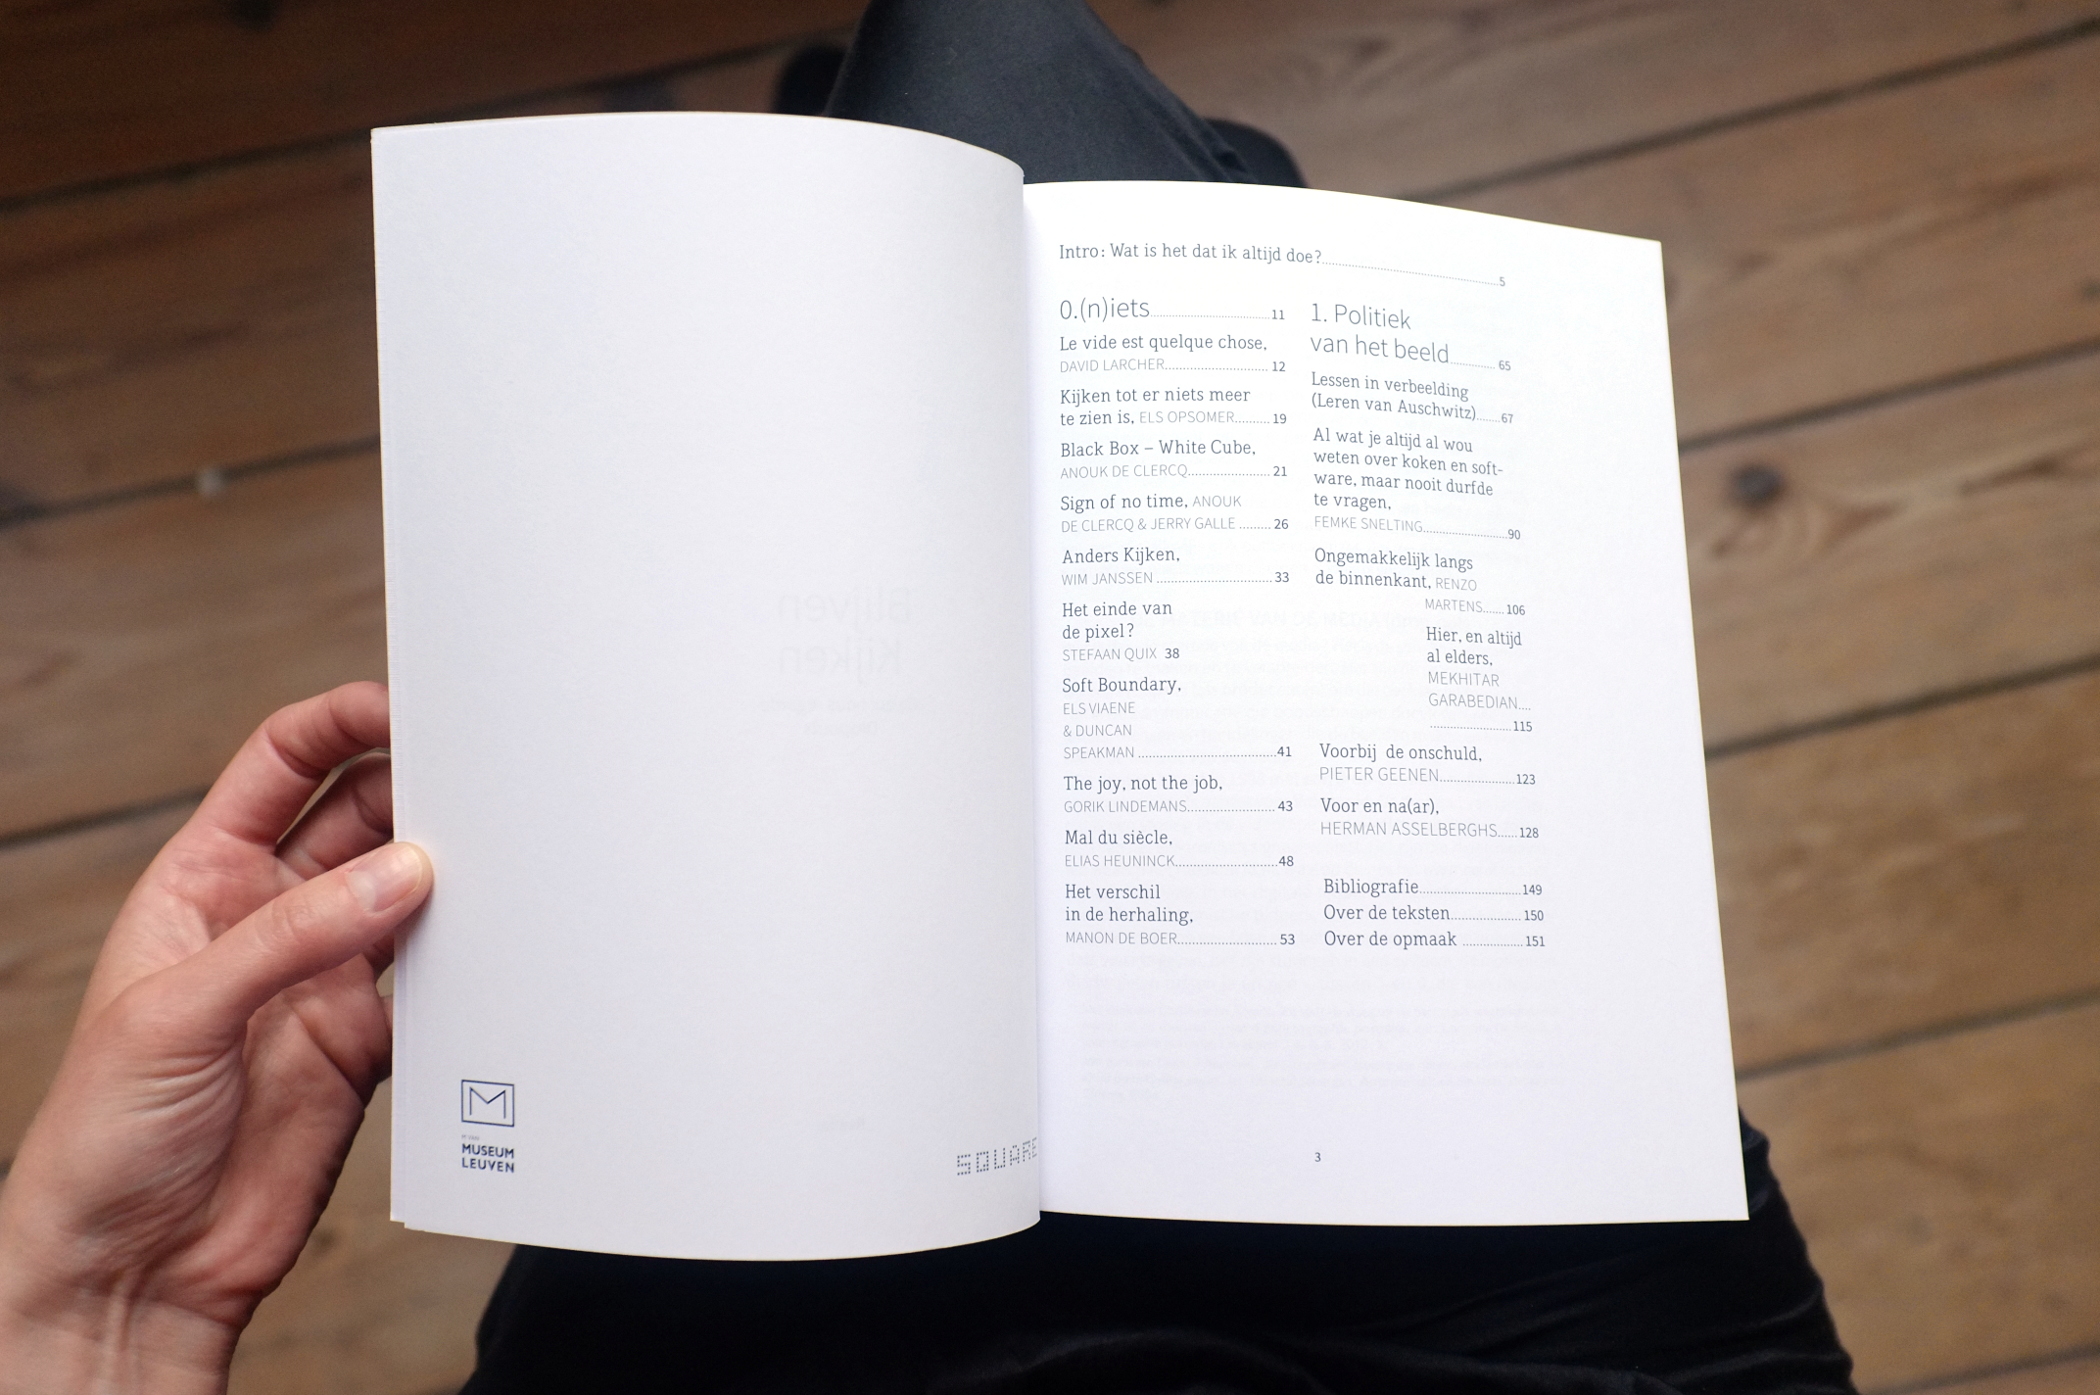 Blijven
Kijken
MUSEUM
LEUVEN
SQUARE
Intro: Wat is het dat ik altijd doe?.....5
0.(n)iets.....11
Le vide est quelque chose,
DAVID LARCHER.....12
Kijken tot er niets meer
te zien is, ELS OPSOMER.....19
Black Box – White Cube,
ANOUK DE CLERCQ.....21
Sign of no time, ANOUK
DE CLERCQ & JERRY GALLE.....26
Anders Kijken,
WIM JANSSEN.....33
Het einde van
de pixel?
STEFAAN QUIX 38
Soft Boundary,
ELS VIAENE
& DUNCAN
SPEAKMAN.....41
The joy, not the job,
GORIK LINDEMANS.....43
Mal du siècle,
ELIAS HEUNINCK.....48
Het verschil
in de herhaling,
MANON DE BOER.....53
1. Politiek
van het beeld.....65
Lessen in verbeelding
(Leren van Auschwitz).....67
Al wat je altijd al wou
weten over koken en soft-
ware, maar nooit durfde
te vragen,
FEMKE SNELTING.....90
Ongemakkelijk langs
de binnenkant, RENZO
MARTENS.....106
Hier, en altijd
al elders,
MEKHITAR
GARABEDIAN....
.....115
Voorbij de onschuld,
PIETER GEENEN.....123
Voor en na(ar),
HERMAN ASSELBERGHS.....128
Bibliografie.....149
Over de teksten.....150
Over de opmaak.....151
3